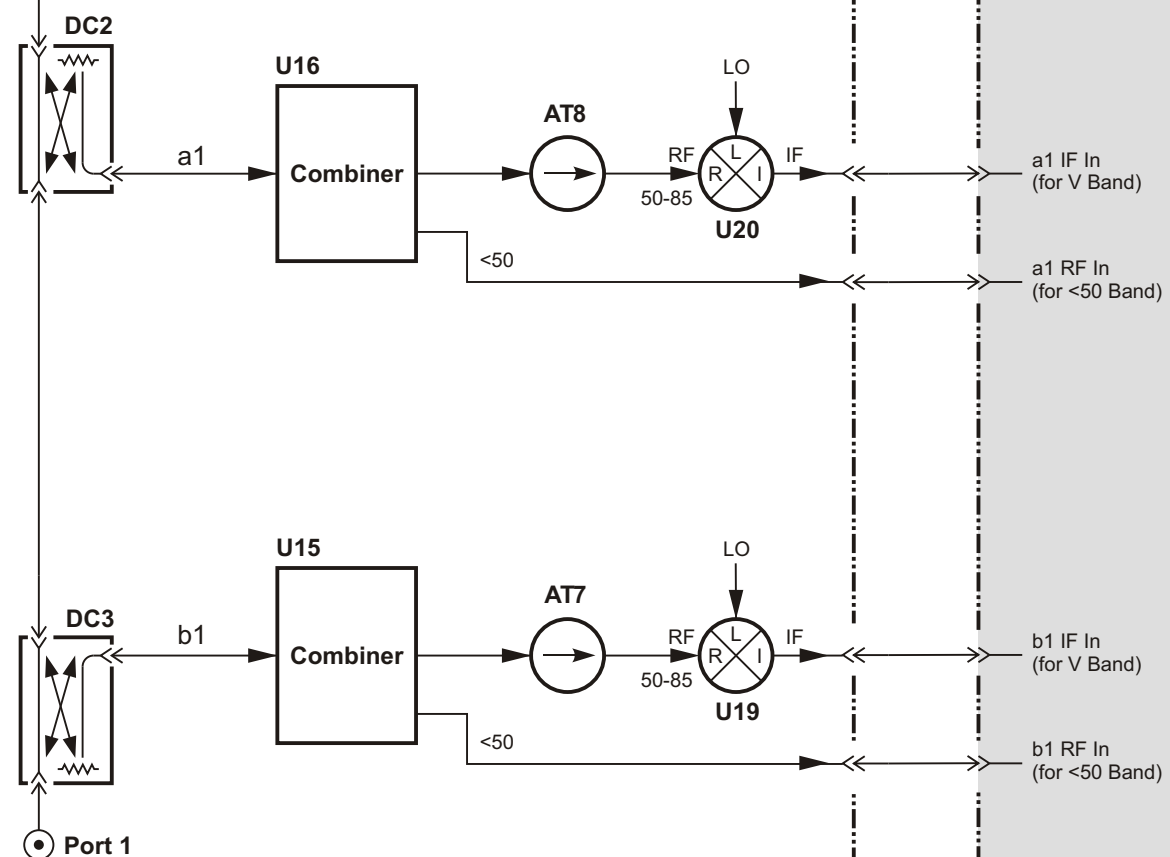 DC2
U16
LO
AT8
a1
Combiner
RF
L
R
I
IF
50-85
U20
a1 IF In
(for V Band)
<50
a1 RF In
(for <50 Band)
U15
LO
DC3
AT7
b1
Combiner
RF
L
R
I
IF
50-85
U19
b1 IF In
(for V Band)
<50
b1 RF In
(for <50 Band)
Port 1